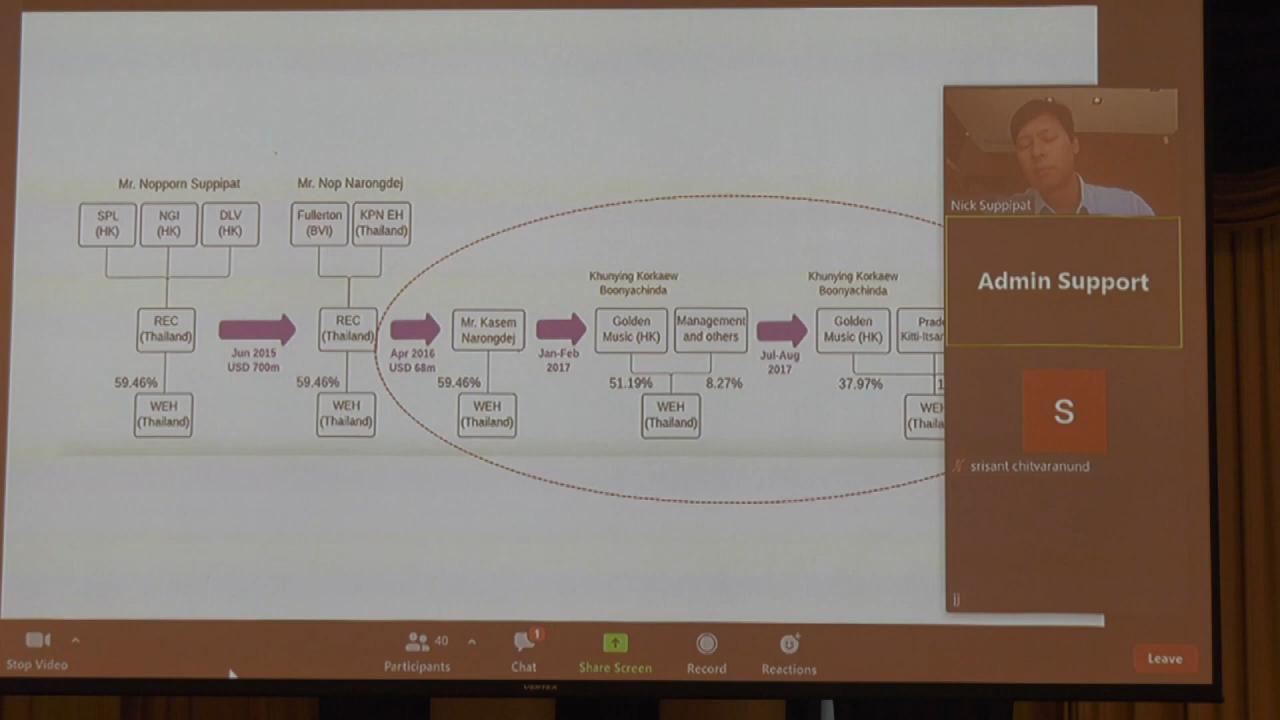 Mr. Nopporn Suppipat
Mr. Nop Narongdej
SPL
(HK)
NGI
(HK)
DLV
(HK)
Fullerton
(BVI)
KPN EH
(Thailand)
REC
(Thailand)
Jun 2015
USD 700m
REC
(Thailand)
Apr 2016
USD 68m
Mr. Kasem
Narongdej
Jan-Feb
2017
Khunying Korkaew
Boonyachinda
Golden
Music (HK)
Management
and others
Jul-Aug
2017
Khunying Korkaew
Boonyachinda
Golden
Music (HK)
59.46%
59.46%
59.46%
51.19%
8.27%
37.97%
WEH
(Thailand)
WEH
(Thailand)
WEH
(Thailand)
WEH
(Thailand)
Nick Suppipat
Admin Support
S
srisant chitvaranund
jj
Stop Video
Participants
40
Chat
1
Share Screen
Record
Reactions
Leave
VERTEX